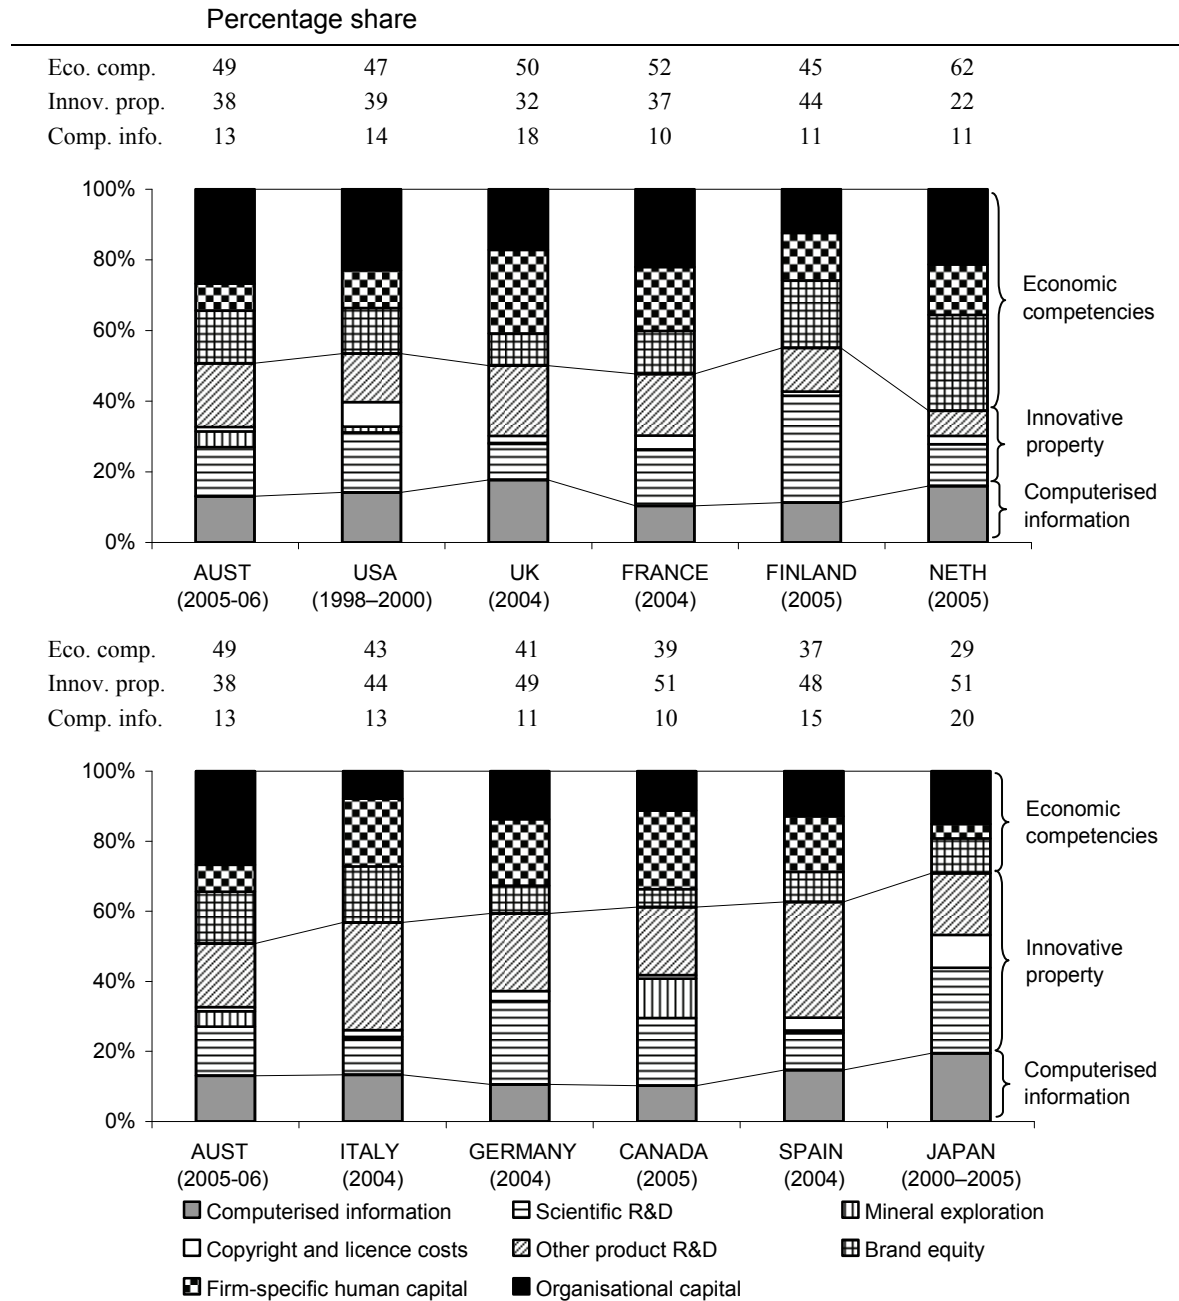 Percentage share
Eco. comp. 49 47 50 52 45 62
Innov. prop. 38 39 32 37 44 22
Comp. info. 13 14 18 10 11 11
100%
80%
60%
40%
20%
0%
Economic
competencies
Innovative
property
Computerised
information
AUST USA UK FRANCE FINLAND NETH
(2005-06) (1998–2000) (2004) (2004) (2005) (2005)
Eco. comp. 49 43 41 39 37 29
Innov. prop. 38 44 49 51 48 51
Comp. info. 13 13 11 10 15 20
100%
80%
60%
40%
20%
0%
Economic
competencies
Innovative
property
Computerised
information
AUST ITALY GERMANY CANADA SPAIN JAPAN
(2005-06) (2004) (2004) (2005) (2004) (2000–2005)
Computerised information Scientific R&D Mineral exploration
Copyright and licence costs Other product R&D Brand equity
Firm-specific human capital Organisational capital